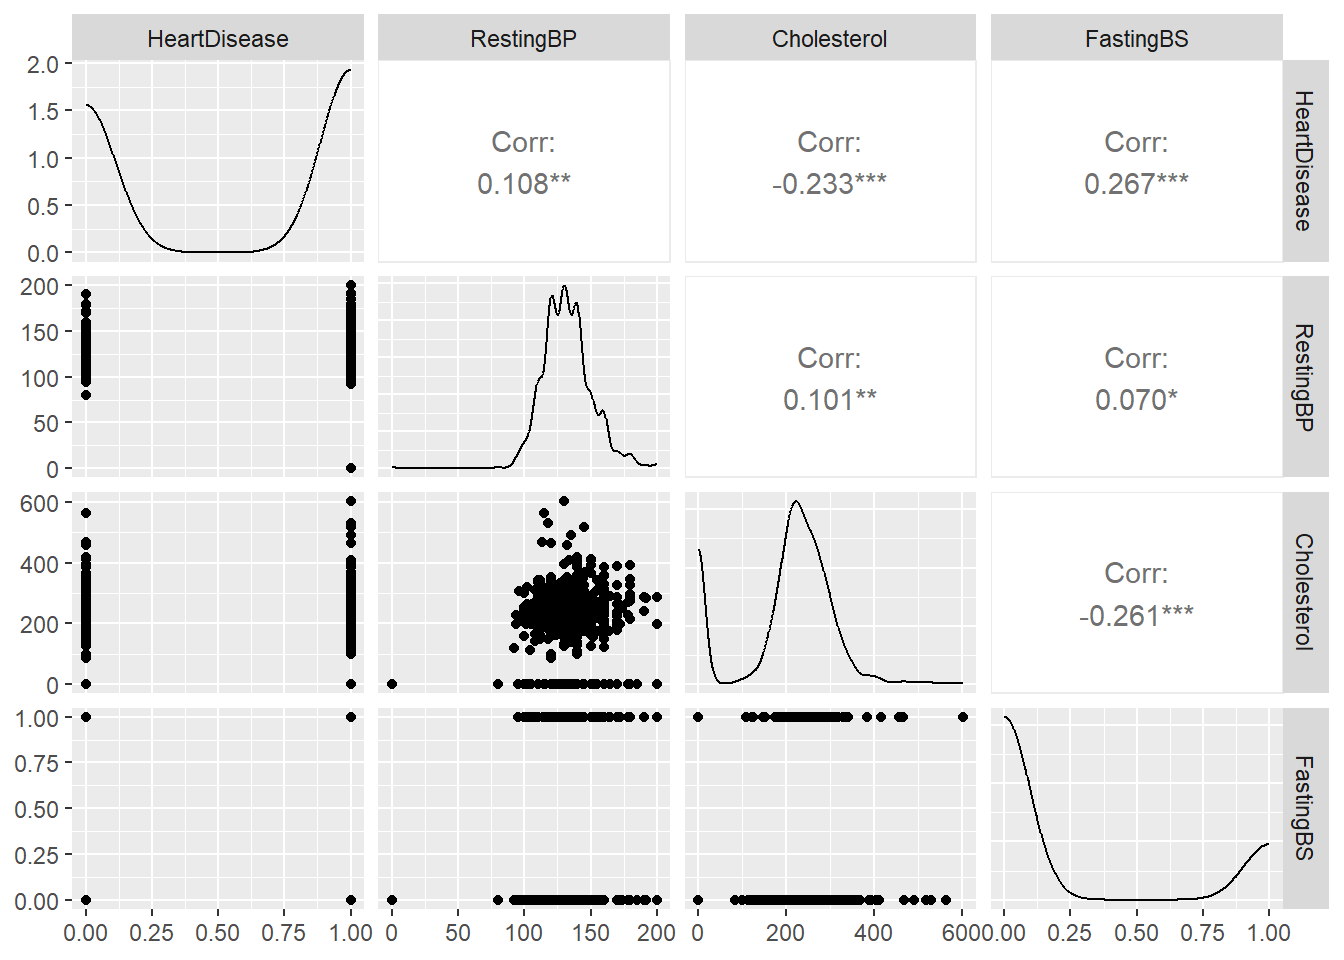 HeartDisease RestingBP Cholesterol FastingBS
2.0
1.5
1.0
0.5
0.0
Corr:
0.108**
Corr:
-0.233***
Corr:
0.267***
HeartDisease
200
150
100
50
0
Corr:
0.101**
Corr:
0.070*
RestingBP
600
400
200
0
Corr:
-0.261***
Cholesterol
1.00
0.75
0.50
0.25
0.00
FastingBS
0.00 0.25 0.50 0.75 1.00 0 50 100 150 200 0 200 400 600 0.00 0.25 0.50 0.75 1.00